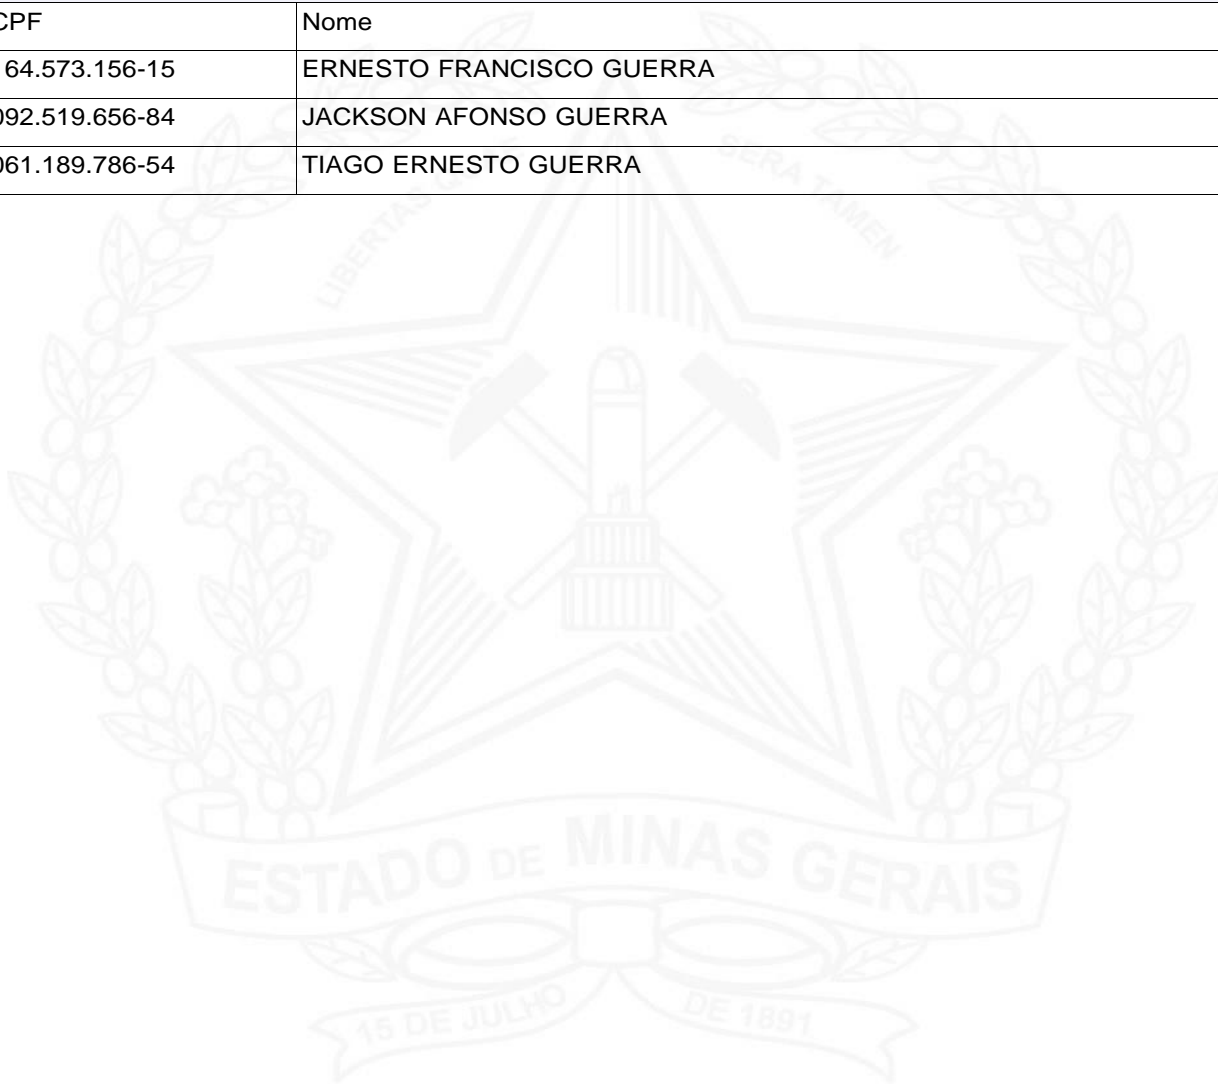 CPF Nome
64.573.156-15 ERNESTO FRANCISCO GUERRA
092.519.656-84 JACKSON AFONSO GUERRA
061.189.786-54 TIAGO ERNESTO GUERRA
LIBERTAS QUAE SERA TAMEN
ESTADO DE MINAS GERAIS
15 DE JULHO DE 1891